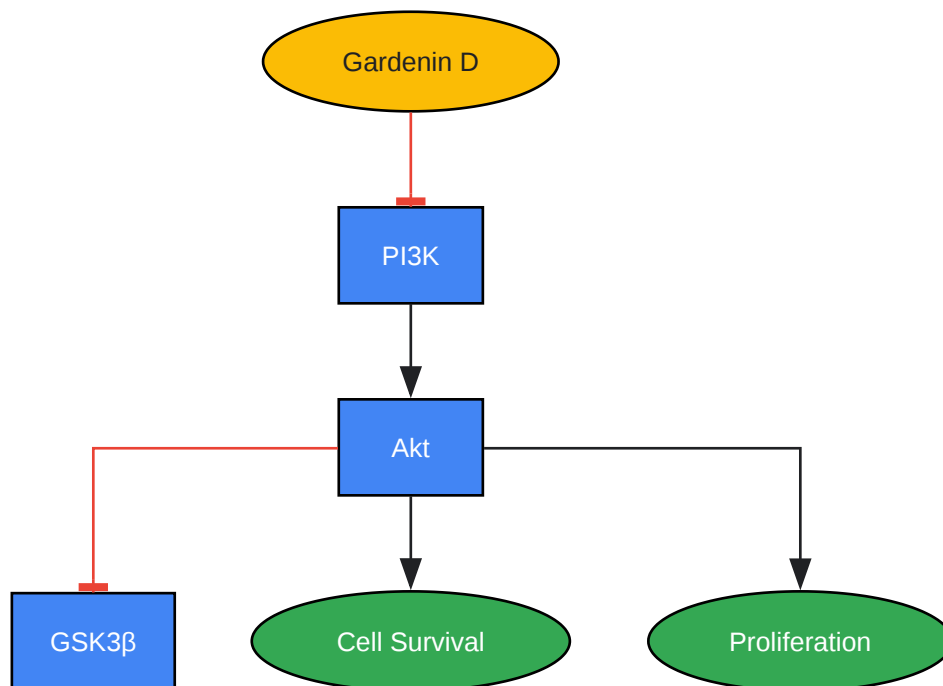 Gardenin D
PI3K
Akt
GSK3β
Cell Survival
Proliferation